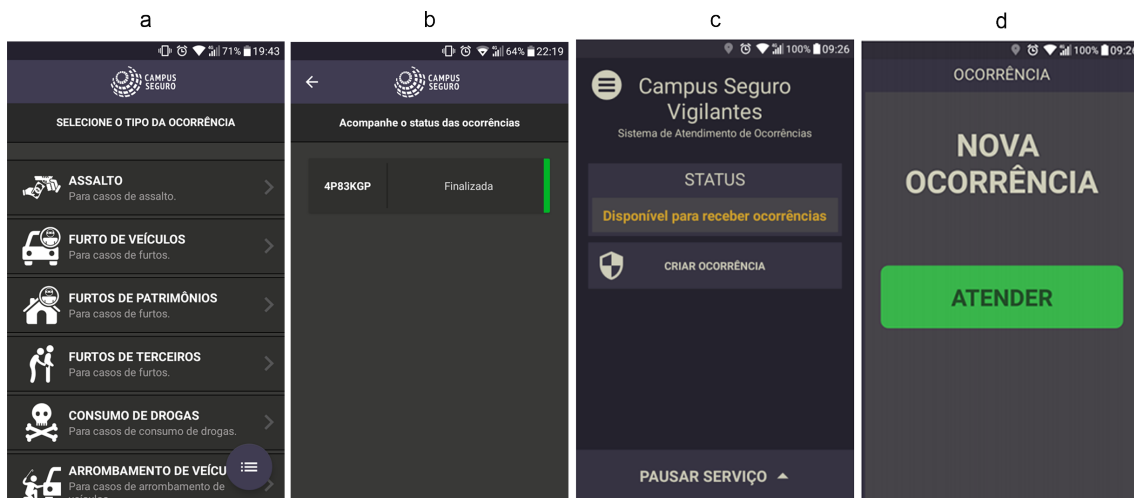 a
b
c
d
71% 19:43
CAMPUS
SEGURO
SELECIONE O TIPO DA OCORRÊNCIA
ASSALTO
Para casos de assalto.
FURTO DE VEÍCULOS
Para casos de furtos.
FURTOS DE PATRIMÔNIOS
Para casos de furtos.
FURTOS DE TERCEIROS
Para casos de furtos.
CONSUMO DE DROGAS
Para casos de consumo de drogas.
ARROMBAMENTO DE VEÍCU
Para casos de arrombamento de
veículos.
64% 22:19
CAMPUS
SEGURO
Acompanhe o status das ocorrências
4P83KGP
Finalizada
100% 09:26
Campus Seguro
Vigilantes
Sistema de Atendimento de Ocorrências
STATUS
Disponível para receber ocorrências
CRIAR OCORRÊNCIA
PAUSAR SERVIÇO
100% 09:26
OCORRÊNCIA
NOVA
OCORRÊNCIA
ATENDER